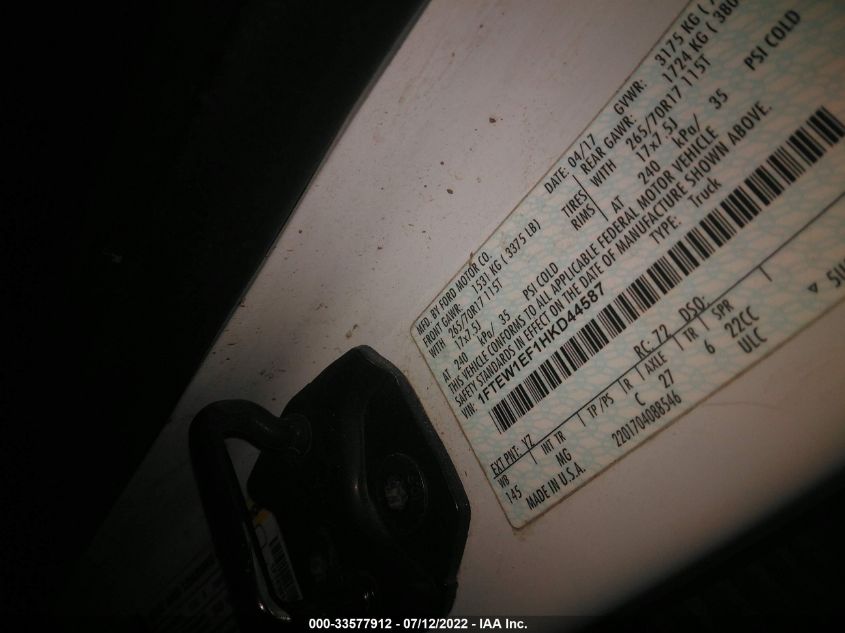 MFD. BY FORD MOTOR CO.
DATE: 04/17 GVWR: 3175 KG (
FRONT GAWR: 1531 KG ( 3375 LB) REAR GAWR: 1724 KG ( 380
265/70R17 115T TIRES WITH 265/70R17 115T
17x7.5J RIMS 17x7.5J
AT 240 kPa/ 35 PSI COLD AT 240 kPa/ 35 PSI COLD
THIS VEHICLE CONFORMS TO ALL APPLICABLE FEDERAL MOTOR VEHICLE
SAFETY STANDARDS IN EFFECT ON THE DATE OF MANUFACTURE SHOWN ABOVE.
VIN: 1FTEW1EF1HKD44587 TYPE: Truck
EXT PNT: YZ RC: 72 DSO:
WB INT TR TP/PS R AXLE TR SPR
145 MG C 27 6 22CC
MADE IN U.S.A. 2201704088546 ULC
000-33577912 - 07/12/2022 - IAA Inc.